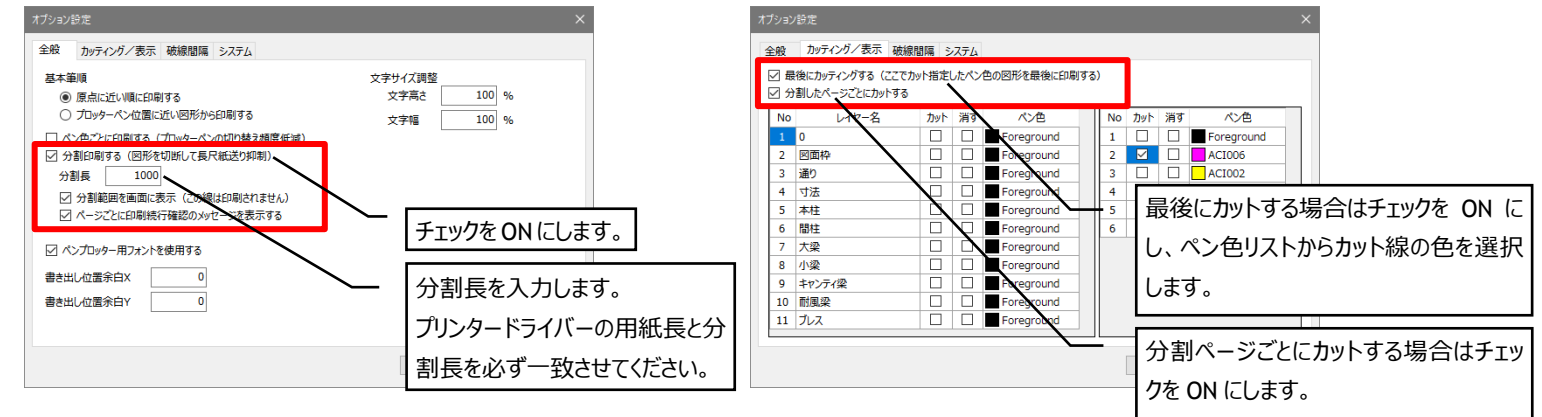 オプション設定
全般 カッティング／表示 破線間隔 システム
基本筆順
原点に近い順に印刷する
プロッターペン位置に近い図形から印刷する
ペン色ごとに印刷する（プロッターペンの切り替え頻度低減）
分割印刷する（図形を切断して長尺紙送り抑制）
分割長 1000
分割範囲を画面に表示（この線は印刷されません）
ページごとに印刷続行確認のメッセージを表示する
ペンプロッター用フォントを使用する
書き出し位置余白X 0
書き出し位置余白Y 0
文字サイズ調整
文字高さ 100 %
文字幅 100 %
チェックを ON にします。
分割長を入力します。
プリンタードライバーの用紙長と分
割長を必ず一致させてください。
オプション設定
全般 カッティング／表示 破線間隔 システム
最後にカッティングする（ここでカット指定したペン色の図形を最後に印刷する）
分割したページごとにカットする
No レイヤー名 カット 消す ペン色
1 0 Foreground
2 図面枠 Foreground
3 通り Foreground
4 寸法 Foreground
5 本柱 Foreground
6 間柱 Foreground
7 大梁 Foreground
8 小梁 Foreground
9 キャンティ梁 Foreground
10 耐風梁 Foreground
11 ブレス Foreground
No カット 消す ペン色
1 Foreground
2 ACI006
3 ACI002
4
5
6
最後にカットする場合はチェックを ON に
し、ペン色リストからカット線の色を選択
します。
分割ページごとにカットする場合はチェッ
クを ON にします。